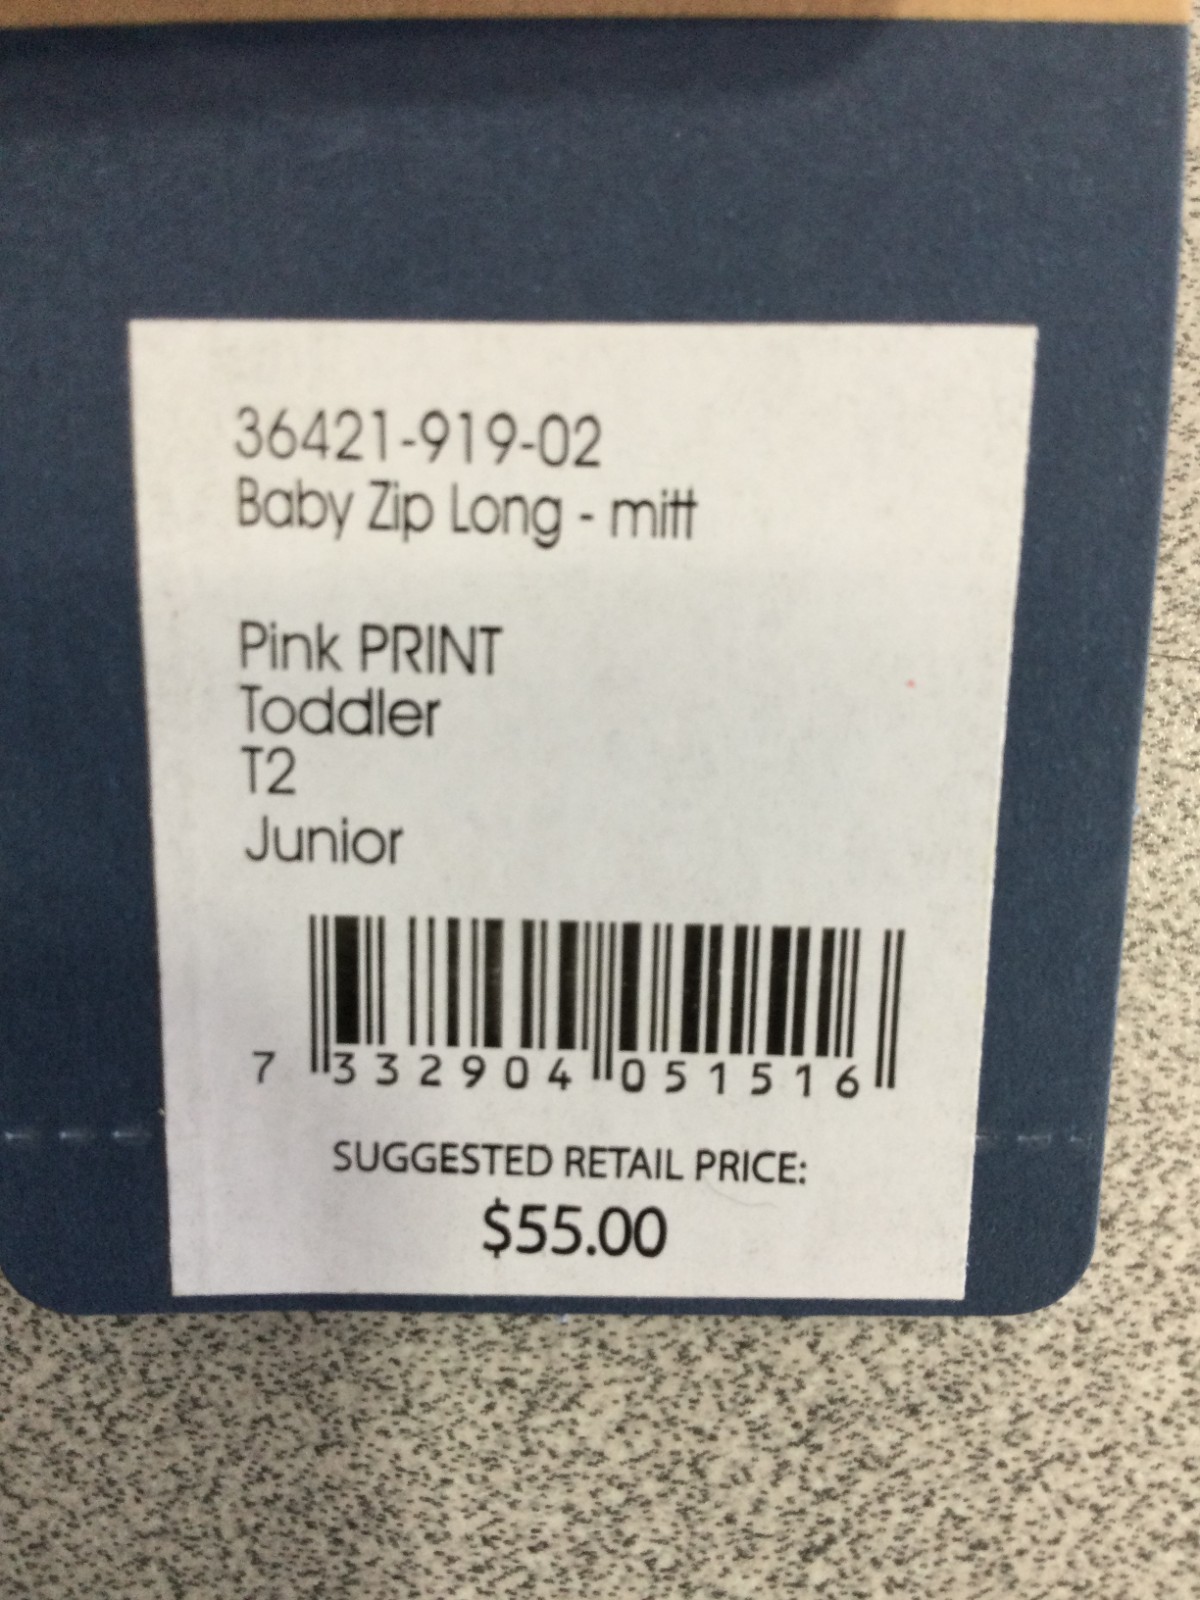 36421-919-02
Baby Zip Long - mitt
Pink PRINT
Toddler
T2
Junior
7 332904 051516
SUGGESTED RETAIL PRICE:
$55.00